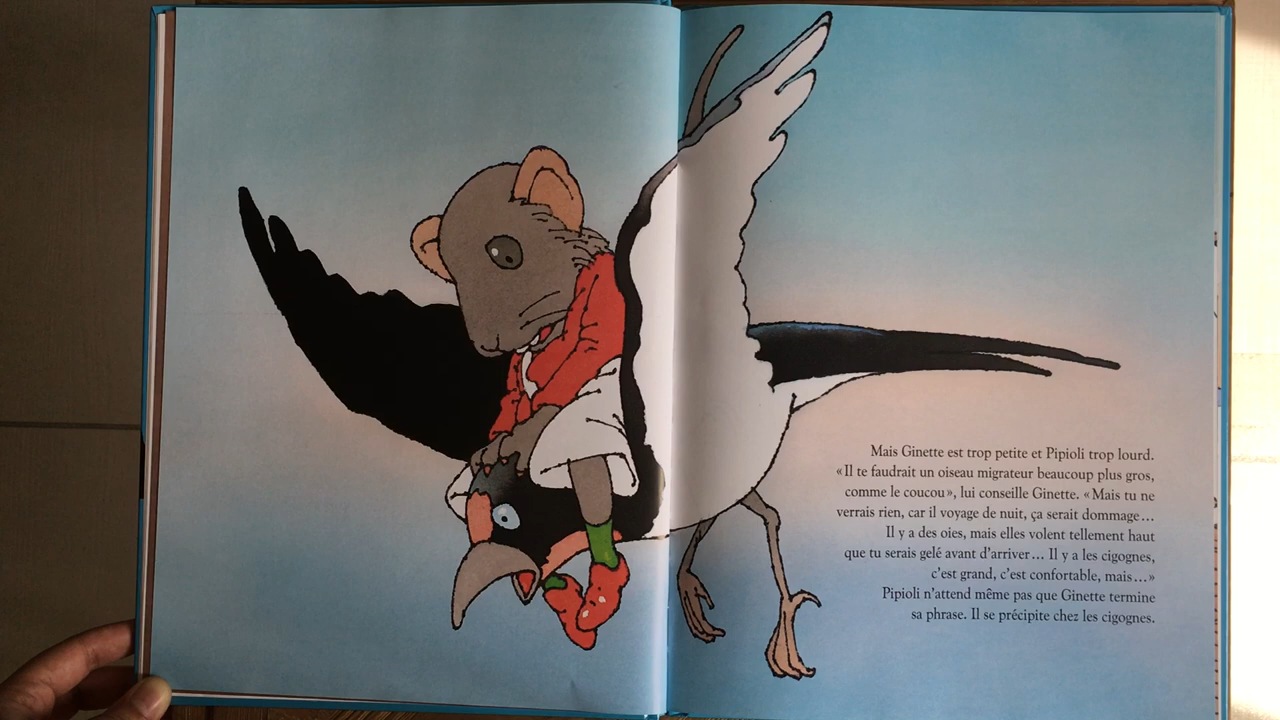 Mais Ginette est trop petite et Pipioli trop lourd.
«Il te faudrait un oiseau migrateur beaucoup plus gros,
comme le coucou», lui conseille Ginette. «Mais tu ne
verrais rien, car il voyage de nuit, ça serait dommage...
Il y a des oies, mais elles volent tellement haut
que tu serais gelé avant d'arriver... Il y a les cigognes,
c'est grand, c'est confortable, mais...»
Pipioli n'attend même pas que Ginette termine
sa phrase. Il se précipite chez les cigognes.